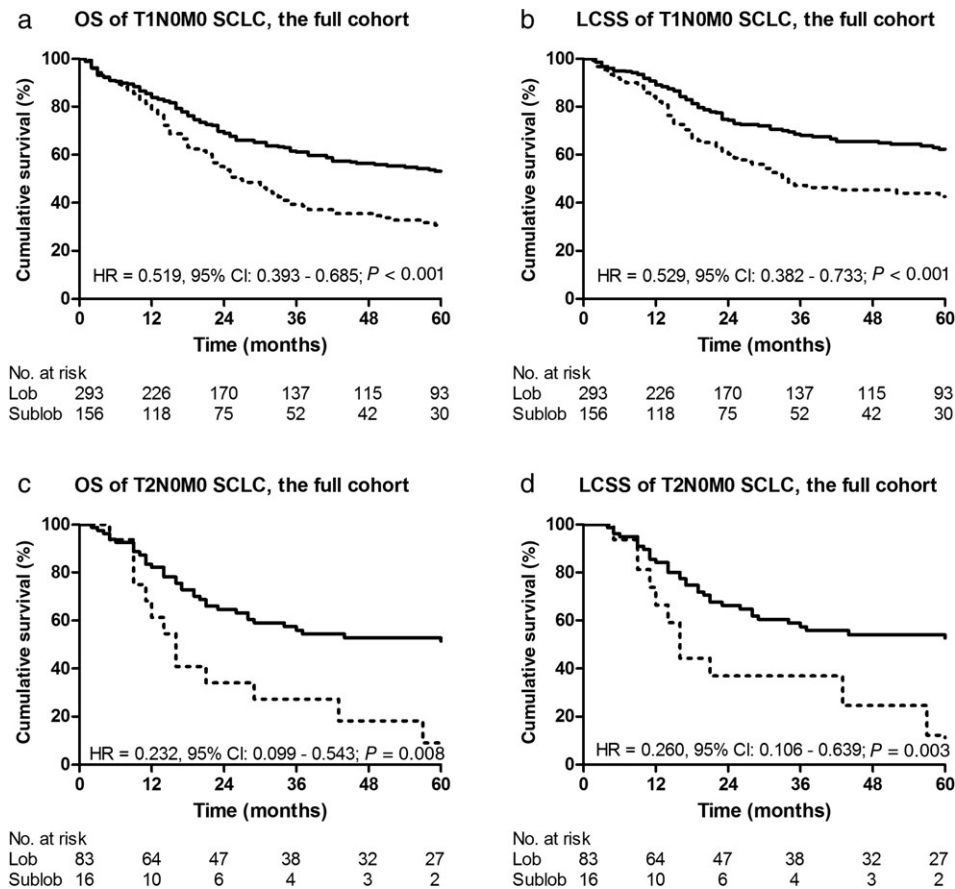 a OS of T1N0M0 SCLC, the full cohort
Cumulative survival (%)
100
80
60
40
20
0
HR = 0.519, 95% CI: 0.393 - 0.685; P < 0.001
0 12 24 36 48 60
Time (months)
No. at risk
Lob 293 226 170 137 115 93
Sublob 156 118 75 52 42 30
b LCSS of T1N0M0 SCLC, the full cohort
Cumulative survival (%)
100
80
60
40
20
0
HR = 0.529, 95% CI: 0.382 - 0.733; P < 0.001
0 12 24 36 48 60
Time (months)
No. at risk
Lob 293 226 170 137 115 93
Sublob 156 118 75 52 42 30
c OS of T2N0M0 SCLC, the full cohort
Cumulative survival (%)
100
80
60
40
20
0
HR = 0.232, 95% CI: 0.099 - 0.543; P = 0.008
0 12 24 36 48 60
Time (months)
No. at risk
Lob 83 64 47 38 32 27
Sublob 16 10 6 4 3 2
d LCSS of T2N0M0 SCLC, the full cohort
Cumulative survival (%)
100
80
60
40
20
0
HR = 0.260, 95% CI: 0.106 - 0.639; P = 0.003
0 12 24 36 48 60
Time (months)
No. at risk
Lob 83 64 47 38 32 27
Sublob 16 10 6 4 3 2